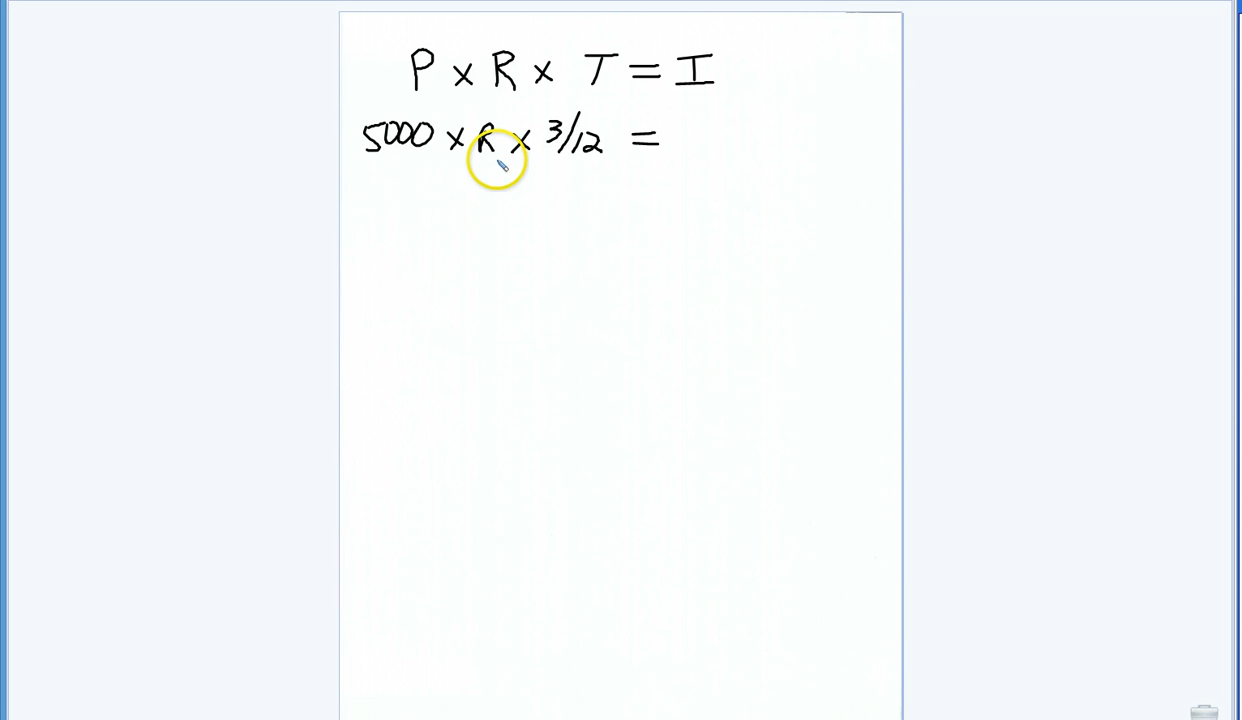 P x R x T = I
5000 x R x 3/12 =